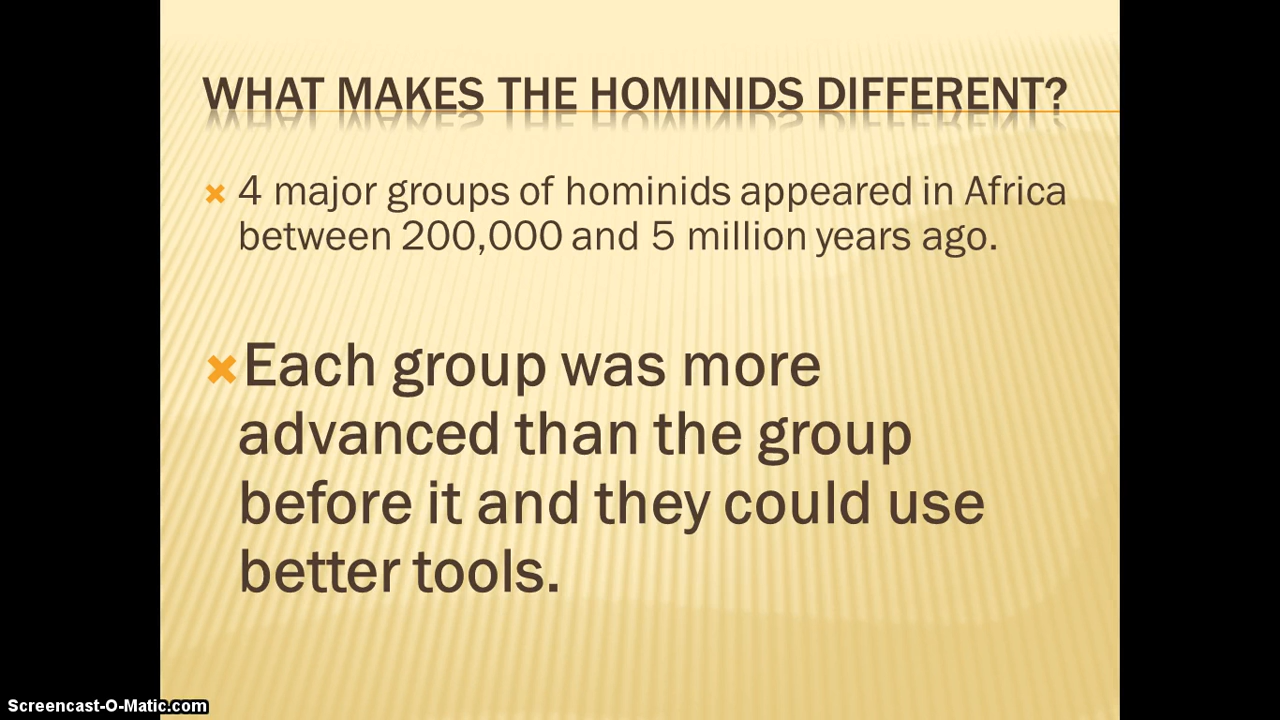 WHAT MAKES THE HOMINIDS DIFFERENT?
4 major groups of hominids appeared in Africa
between 200,000 and 5 million years ago.
Each group was more
advanced than the group
before it and they could use
better tools.
Screencast-O-Matic.com